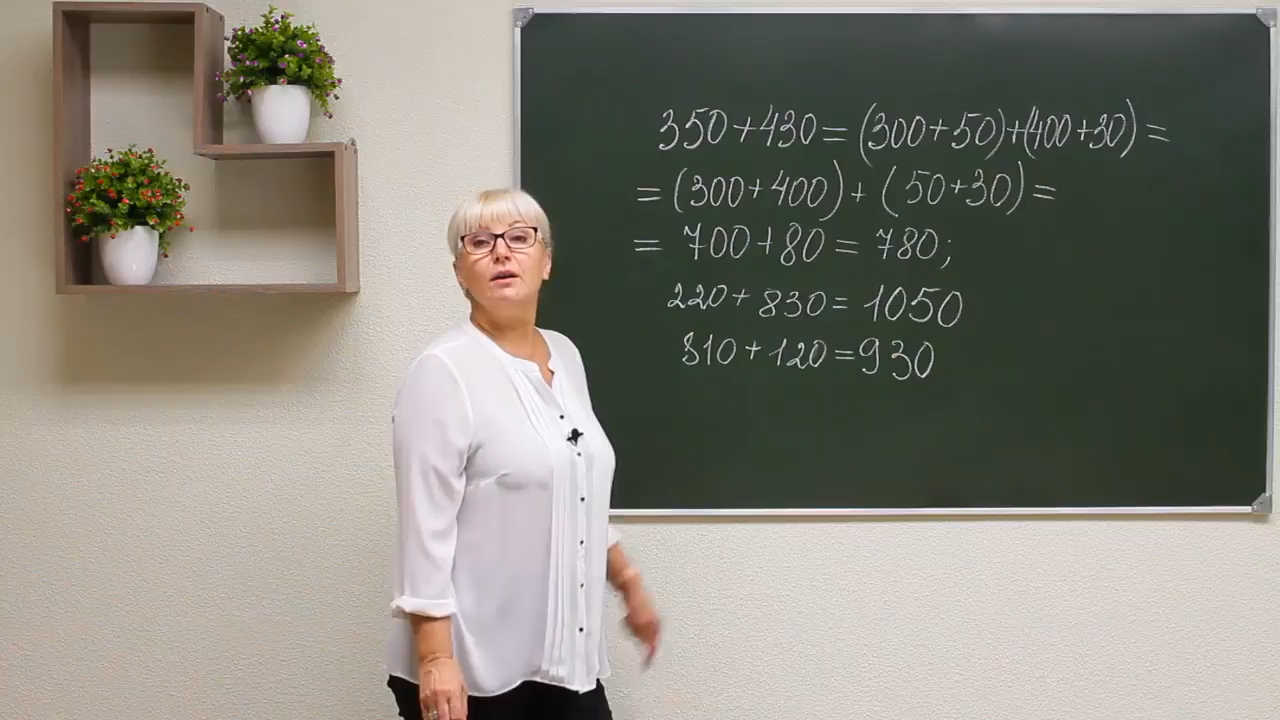 350+430=(300+50)+(400+30)=
=(300+400)+(50+30)=
= 700+80 = 780;
220+830=1050
810+120=930